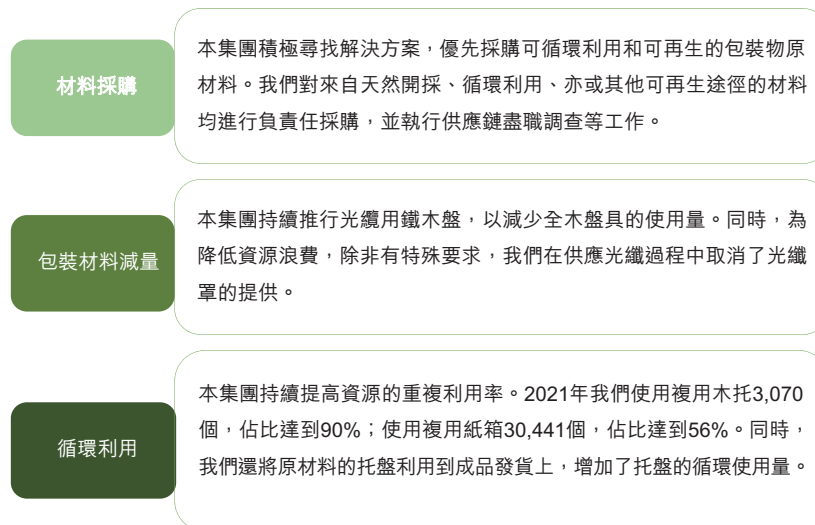 材料採購
本集團積極尋找解決方案，優先採購可循環利用和可再生的包裝物原
材料。我們對來自天然開採、循環利用、亦或其他可再生途徑的材料
均進行負責任採購，並執行供應鏈盡職調查等工作。
包裝材料減量
本集團持續推行光纜用鐵木盤，以減少全木盤具的使用量。同時，為
降低資源浪費，除非有特殊要求，我們在供應光纖過程中取消了光纖
罩的提供。
循環利用
本集團持續提高資源的重複利用率。2021年我們使用複用木托3,070
個，佔比達到90%；使用複用紙箱30,441個，佔比達到56%。同時，
我們還將原材料的托盤利用到成品發貨上，增加了托盤的循環使用量。